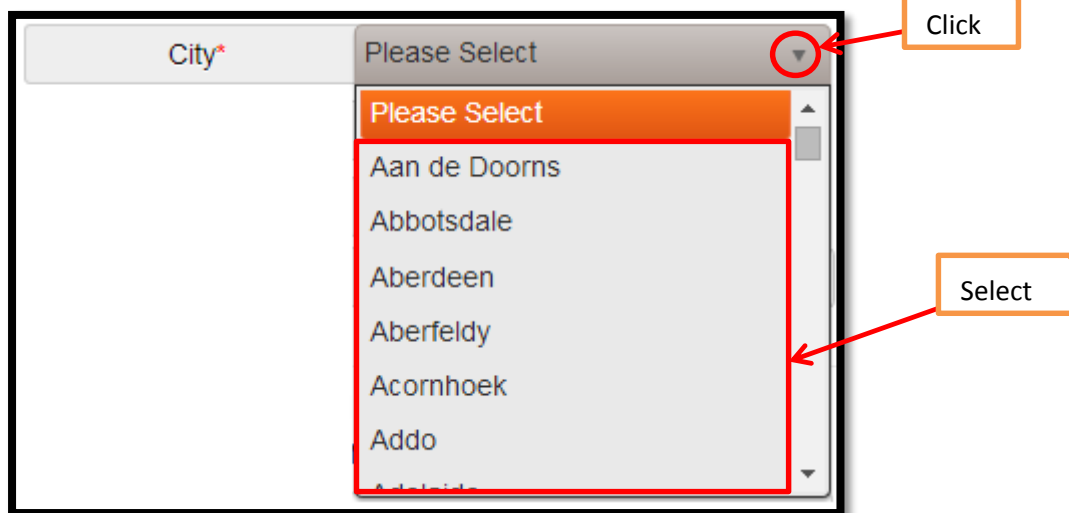 Click
City*
Please Select
Please Select
Aan de Doorns
Abbotsdale
Aberdeen
Aberfeldy
Acornhoek
Addo
Select